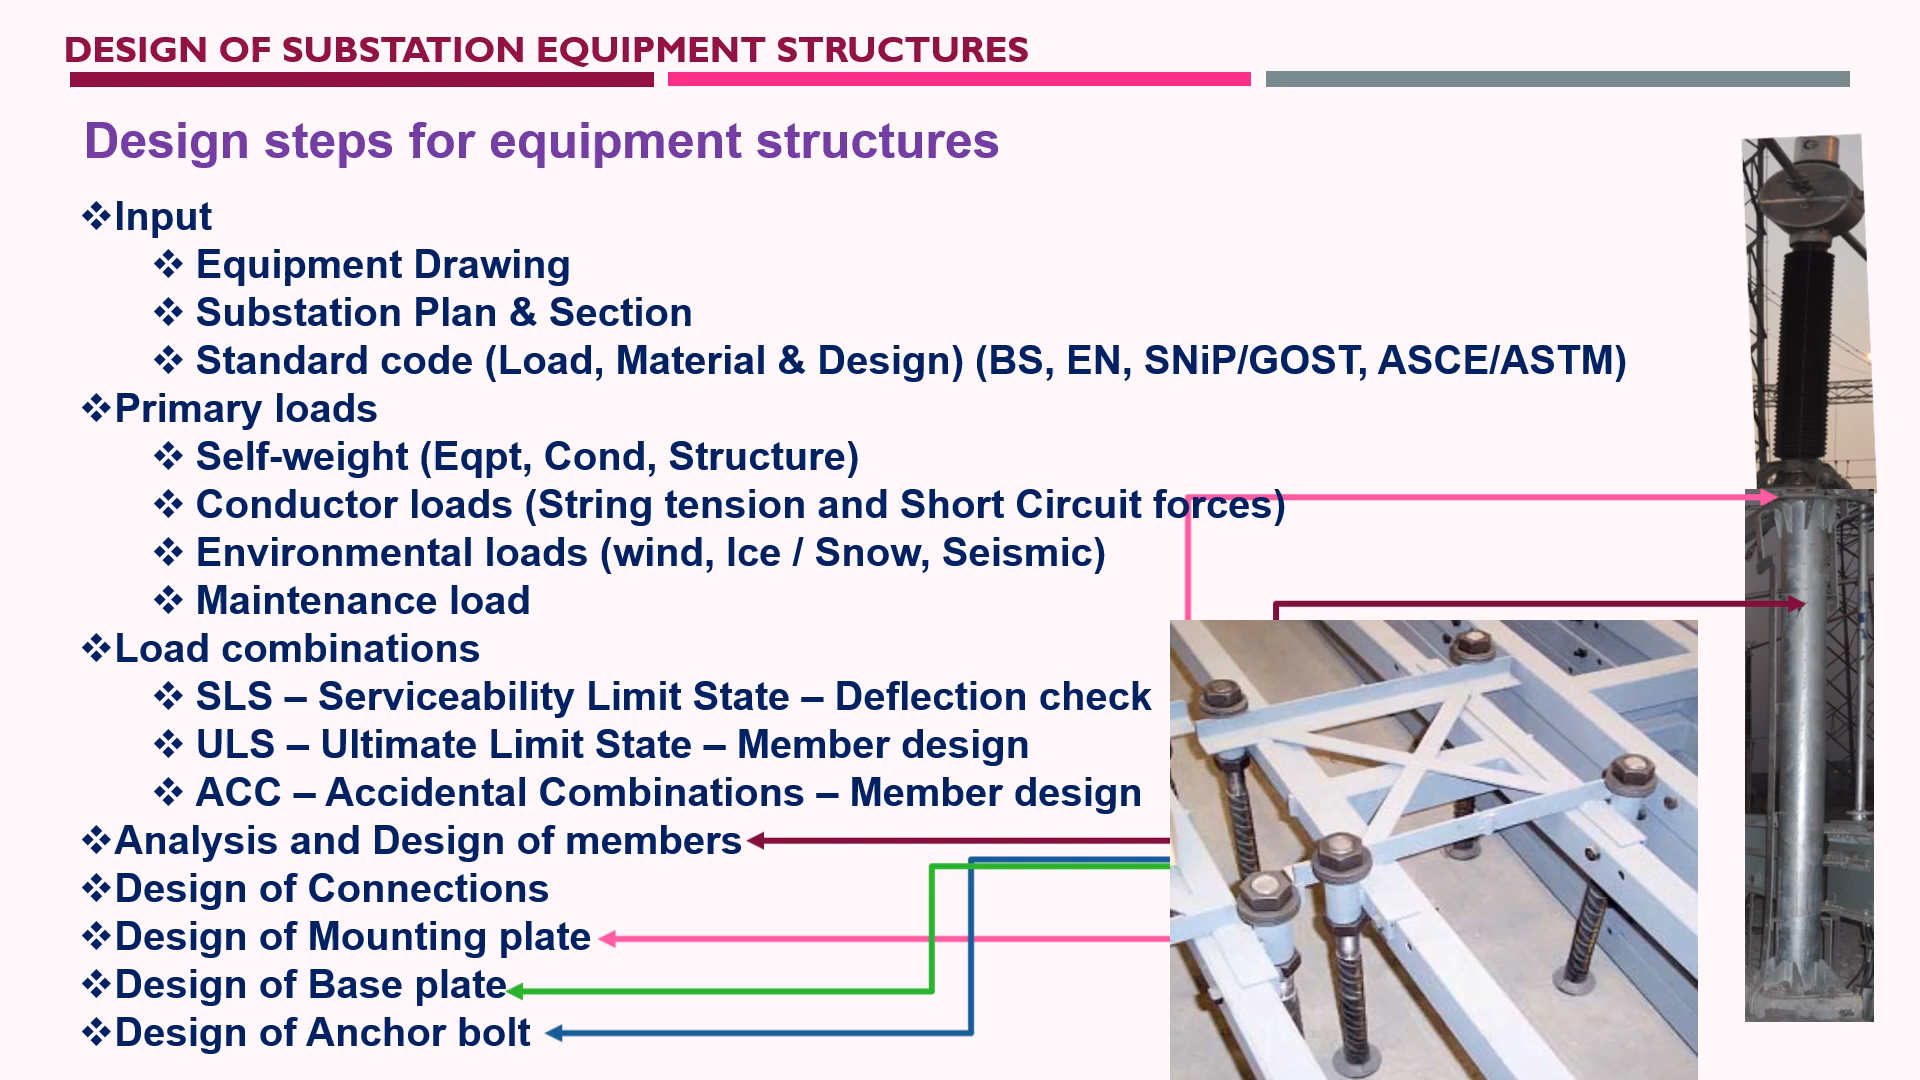 DESIGN OF SUBSTATION EQUIPMENT STRUCTURES
Design steps for equipment structures
❖Input
❖ Equipment Drawing
❖ Substation Plan & Section
❖ Standard code (Load, Material & Design) (BS, EN, SNiP/GOST, ASCE/ASTM)
❖Primary loads
❖ Self-weight (Eqpt, Cond, Structure)
❖ Conductor loads (String tension and Short Circuit forces)
❖ Environmental loads (wind, Ice / Snow, Seismic)
❖ Maintenance load
❖Load combinations
❖ SLS – Serviceability Limit State – Deflection check
❖ ULS – Ultimate Limit State – Member design
❖ ACC – Accidental Combinations – Member design
❖Analysis and Design of members
❖Design of Connections
❖Design of Mounting plate
❖Design of Base plate
❖Design of Anchor bolt